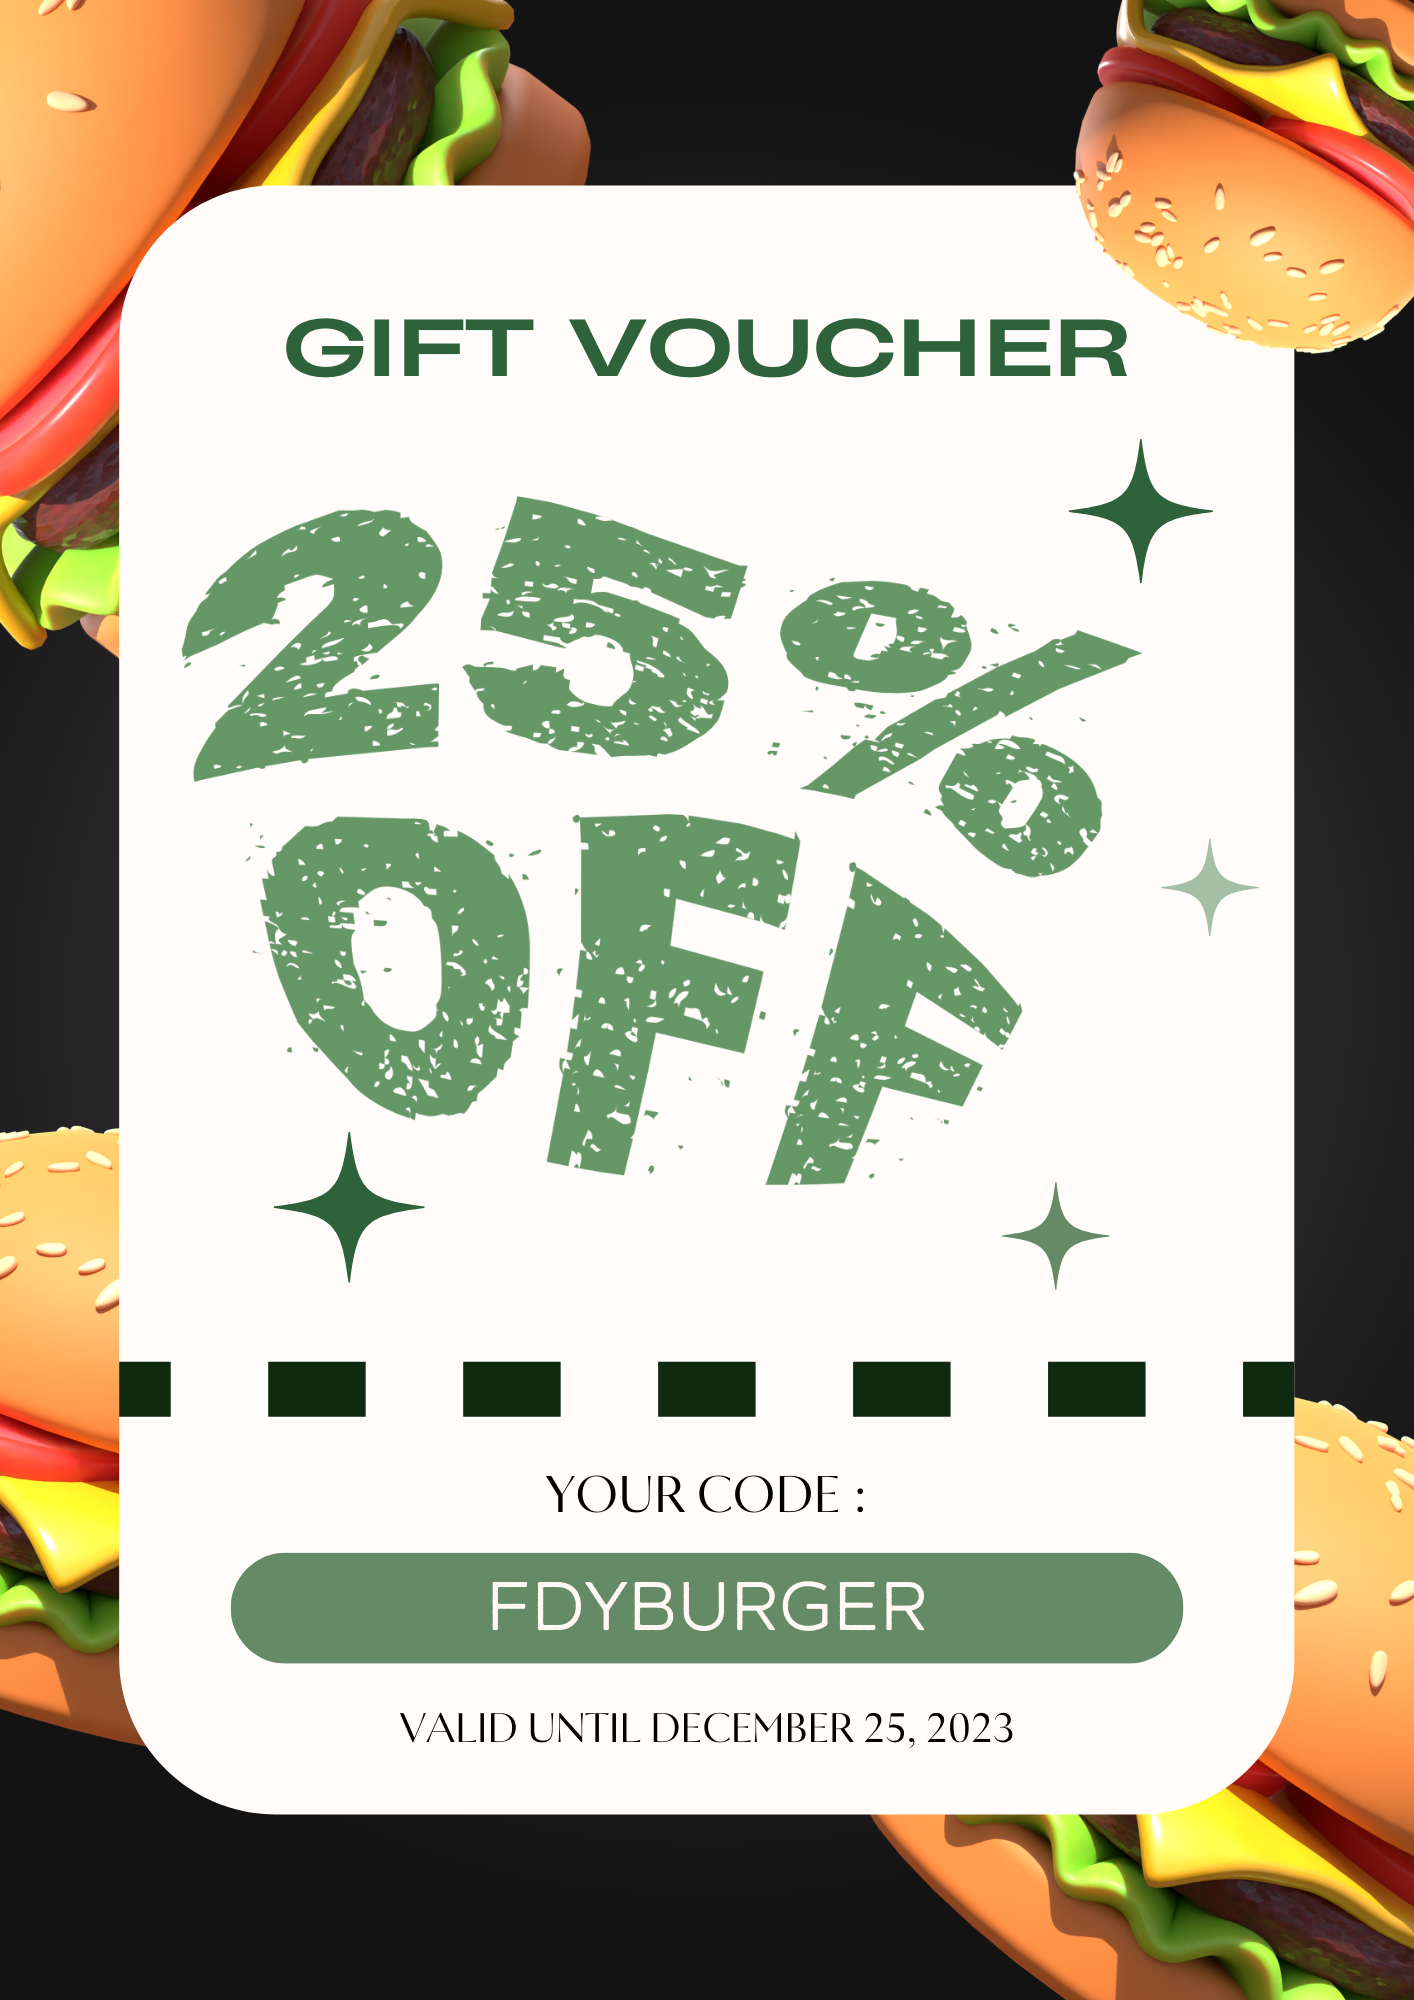 GIFT VOUCHER
25%
OFF
YOUR CODE :
FDYBURGER
VALID UNTIL DECEMBER 25, 2023